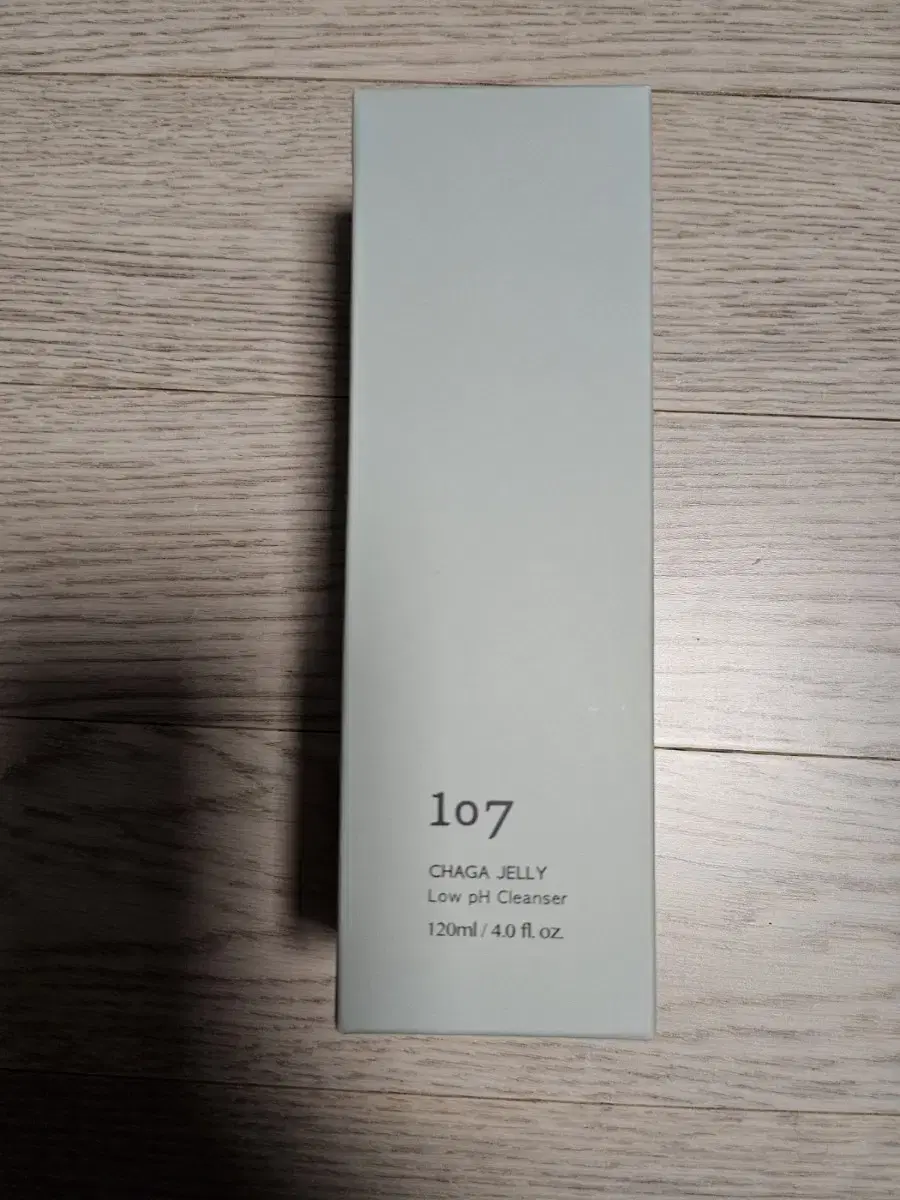 107
CHAGA JELLY
Low pH Cleanser
120ml / 4.0 fl. oz.